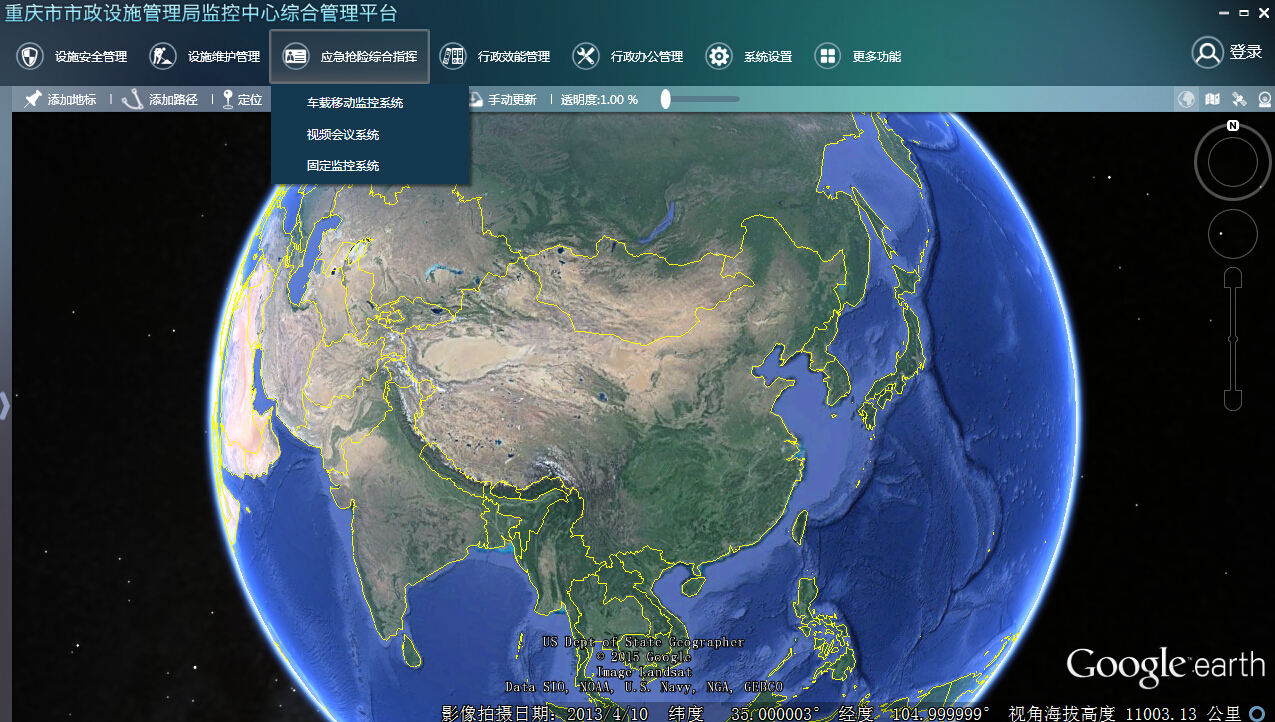 重庆市市政设施管理局监控中心综合管理平台
设施安全管理 设施维护管理 应急抢险综合指挥 行政效能管理 行政办公管理 系统设置 更多功能 登录
添加地标 添加路径 定位 手动更新 透明度:1.00 %
车载移动监控系统
视频会议系统
固定监控系统
N
US Dept of State Geographer
© 2015 Google
Image Landsat
Data SIO, NOAA, U.S. Navy, NGA, GEBCO
Google earth
影像拍摄日期: 2013/4/10 纬度 35.000003° 经度 104.999999° 视角海拔高度 11003.13 公里